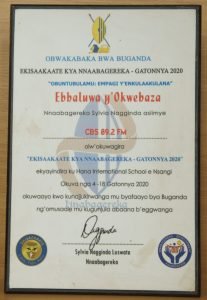 OBWAKABAKA BWA BUGANDA
EKISAAKAATE KYA NNAABAGEREKA - GATONNYA 2020
"OBUNTUBULAMU: EMPAGI Y'ENKULAAKULANA"
Ebbaluwa y'Okwebaza
Nnaabagereka Sylvia Nagginda asiimye
CBS 89.2 FM
olw'okuwagira
"EKISAAKAATE KYA NNAABAGEREKA - GATONNYA 2020"
ekyayindira ku Hana International School e Nsangi
Okuva nga 4-18 Gatonnya 2020
okuwaayo kwo kunajjukirwanga mu byafaayo bya Buganda
ng'omusaale mu kugunjula abaana b'eggwanga
Sylvia Nagginda Luswata
Nnaabagereka